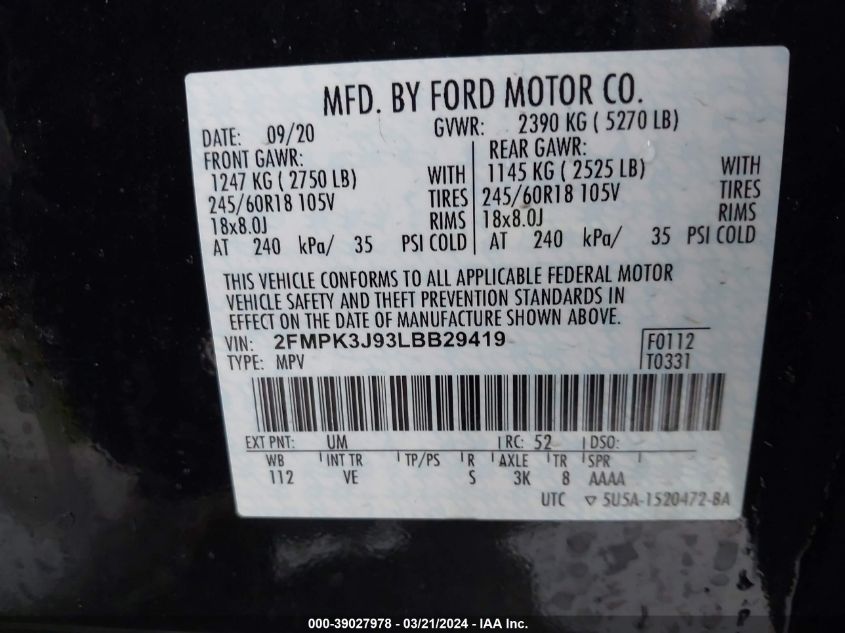 MFD. BY FORD MOTOR CO.
DATE: 09/20 GVWR: 2390 KG ( 5270 LB)
FRONT GAWR: REAR GAWR:
1247 KG ( 2750 LB) WITH 1145 KG ( 2525 LB) WITH
245/60R18 105V TIRES 245/60R18 105V TIRES
18x8.0J RIMS 18x8.0J RIMS
AT 240 kPa/ 35 PSI COLD AT 240 kPa/ 35 PSI COLD
THIS VEHICLE CONFORMS TO ALL APPLICABLE FEDERAL MOTOR
VEHICLE SAFETY AND THEFT PREVENTION STANDARDS IN
EFFECT ON THE DATE OF MANUFACTURE SHOWN ABOVE.
VIN: 2FMPK3J93LBB29419 F0112
TYPE: MPV T0331
EXT PNT: UM RC: 52 DSO:
WB INT TR TP/PS R AXLE TR SPR
112 VE S 3K 8 AAAA
UTC ▽ 5U5A-1520472-BA
000-39027978 - 03/21/2024 - IAAI, Inc.